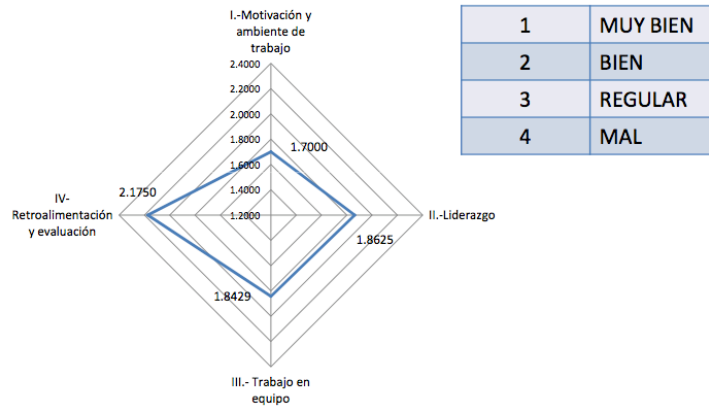 I.-Motivación y
ambiente de
trabajo
2.4000
2.2000
2.0000
1.8000
1.6000
1.4000
1.2000
1.7000
II.-Liderazgo
1.8625
III.- Trabajo en
equipo
1.8429
IV-
Retroalimentación
y evaluación
2.1750
1 MUY BIEN
2 BIEN
3 REGULAR
4 MAL